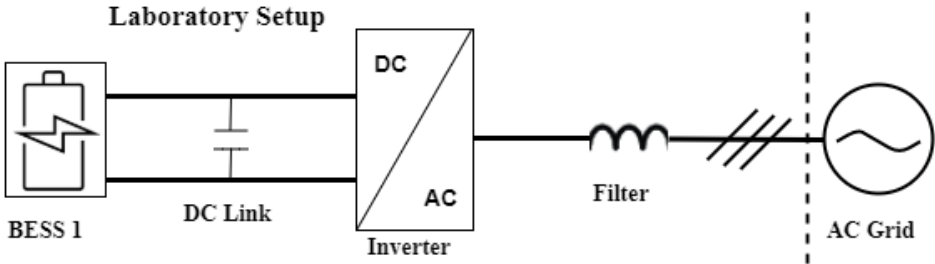 Laboratory Setup
DC
AC
BESS 1
DC Link
Inverter
Filter
AC Grid